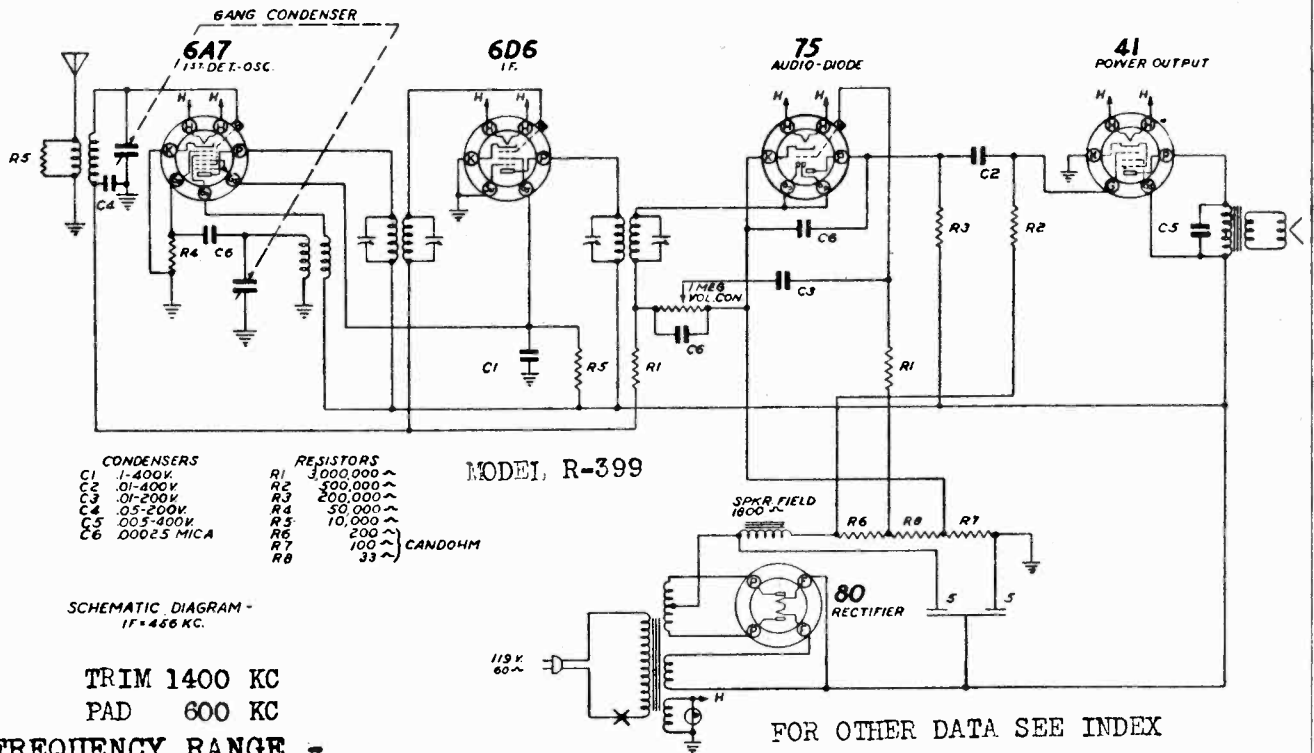 GANG CONDENSER
6A7
1ST. DET.-OSC.
6D6
I.F.
75
AUDIO-DIODE
41
POWER OUTPUT
H H
H H
H H
H H
K P
K P
K P
R5
C4
R4
C6
C6
C3
1 MEG
VOL. CON.
C6
C1
R5
R1
R1
R3
C2
R2
C5
CONDENSERS
C1 .1-400V.
C2 .01-400V.
C3 .01-200V.
C4 .05-200V.
C5 .005-400V.
C6 .00025 MICA
RESISTORS
R1 3,000,000 ~
R2 500,000 ~
R3 200,000 ~
R4 50,000 ~
R5 10,000 ~
R6 200 ~
R7 100 ~
R8 33 ~
CANDOHM
MODEL R-399
SPKR. FIELD
1800 ~
R6 R8 R7
P F
P F
80
RECTIFIER
5 5
SCHEMATIC DIAGRAM -
IF = 456 KC.
119 V.
60 ~
H
TRIM 1400 KC
PAD 600 KC
FREQUENCY RANGE -
FOR OTHER DATA SEE INDEX